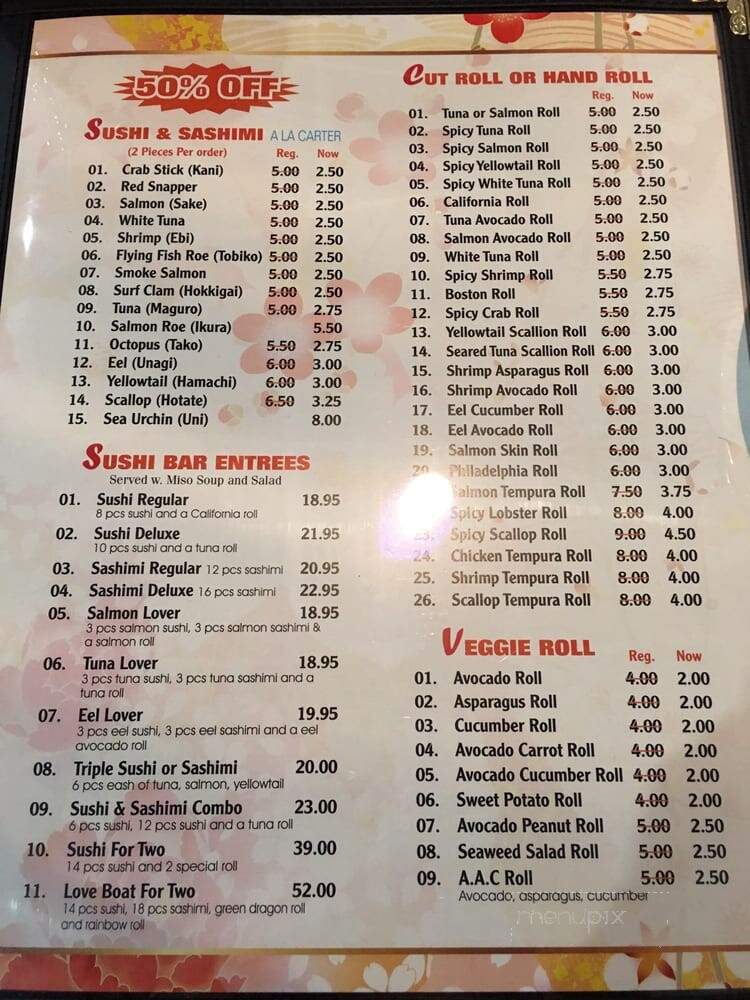 50% OFF
SUSHI & SASHIMI A LA CARTER
(2 Pieces Per order) Reg. Now
01. Crab Stick (Kani) 5.00 2.50
02. Red Snapper 5.00 2.50
03. Salmon (Sake) 5.00 2.50
04. White Tuna 5.00 2.50
05. Shrimp (Ebi) 5.00 2.50
06. Flying Fish Roe (Tobiko) 5.00 2.50
07. Smoke Salmon 5.00 2.50
08. Surf Clam (Hokkigai) 5.00 2.50
09. Tuna (Maguro) 5.00 2.75
10. Salmon Roe (Ikura) 5.50
11. Octopus (Tako) 5.50 2.75
12. Eel (Unagi) 6.00 3.00
13. Yellowtail (Hamachi) 6.00 3.00
14. Scallop (Hotate) 6.50 3.25
15. Sea Urchin (Uni) 8.00
SUSHI BAR ENTREES
Served w. Miso Soup and Salad
01. Sushi Regular 18.95
8 pcs sushi and a California roll
02. Sushi Deluxe 21.95
10 pcs sushi and a tuna roll
03. Sashimi Regular 12 pcs sashimi 20.95
04. Sashimi Deluxe 16 pcs sashimi 22.95
05. Salmon Lover 18.95
3 pcs salmon sushi, 3 pcs salmon sashimi &
a salmon roll
06. Tuna Lover 18.95
3 pcs tuna sushi, 3 pcs tuna sashimi and a
tuna roll
07. Eel Lover 19.95
3 pcs eel sushi, 3 pcs eel sashimi and a eel
avocado roll
08. Triple Sushi or Sashimi 20.00
6 pcs eash of tuna, salmon, yellowtail
09. Sushi & Sashimi Combo 23.00
6 pcs sushi, 12 pcs sushi and a tuna roll
10. Sushi For Two 39.00
14 pcs sushi and 2 special roll
11. Love Boat For Two 52.00
14 pcs sushi, 18 pcs sashimi, green dragon roll
and rainbow roll
CUT ROLL OR HAND ROLL
Reg. Now
01. Tuna or Salmon Roll 5.00 2.50
02. Spicy Tuna Roll 5.00 2.50
03. Spicy Salmon Roll 5.00 2.50
04. Spicy Yellowtail Roll 5.00 2.50
05. Spicy White Tuna Roll 5.00 2.50
06. California Roll 5.00 2.50
07. Tuna Avocado Roll 5.00 2.50
08. Salmon Avocado Roll 5.00 2.50
09. White Tuna Roll 5.00 2.50
10. Spicy Shrimp Roll 5.50 2.75
11. Boston Roll 5.50 2.75
12. Spicy Crab Roll 5.50 2.75
13. Yellowtail Scallion Roll 6.00 3.00
14. Seared Tuna Scallion Roll 6.00 3.00
15. Shrimp Asparagus Roll 6.00 3.00
16. Shrimp Avocado Roll 6.00 3.00
17. Eel Cucumber Roll 6.00 3.00
18. Eel Avocado Roll 6.00 3.00
19. Salmon Skin Roll 6.00 3.00
20. Philadelphia Roll 6.00 3.00
Salmon Tempura Roll 7.50 3.75
Spicy Lobster Roll 8.00 4.00
23. Spicy Scallop Roll 9.00 4.50
24. Chicken Tempura Roll 8.00 4.00
25. Shrimp Tempura Roll 8.00 4.00
26. Scallop Tempura Roll 8.00 4.00
VEGGIE ROLL Reg. Now
01. Avocado Roll 4.00 2.00
02. Asparagus Roll 4.00 2.00
03. Cucumber Roll 4.00 2.00
04. Avocado Carrot Roll 4.00 2.00
05. Avocado Cucumber Roll 4.00 2.00
06. Sweet Potato Roll 4.00 2.00
07. Avocado Peanut Roll 5.00 2.50
08. Seaweed Salad Roll 5.00 2.50
09. A.A.C Roll 5.00 2.50
Avocado, asparagus, cucumber
menupix